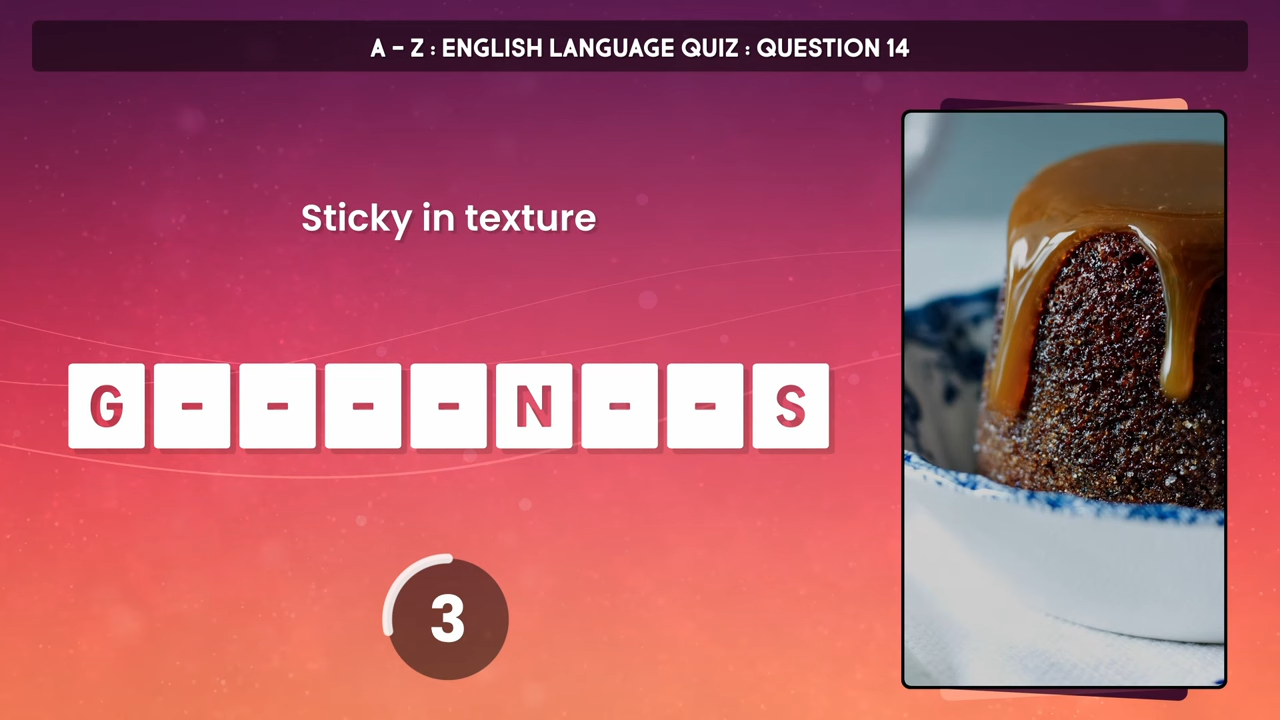 A - Z : ENGLISH LANGUAGE QUIZ : QUESTION 14
Sticky in texture
G - - - - N - - S
3